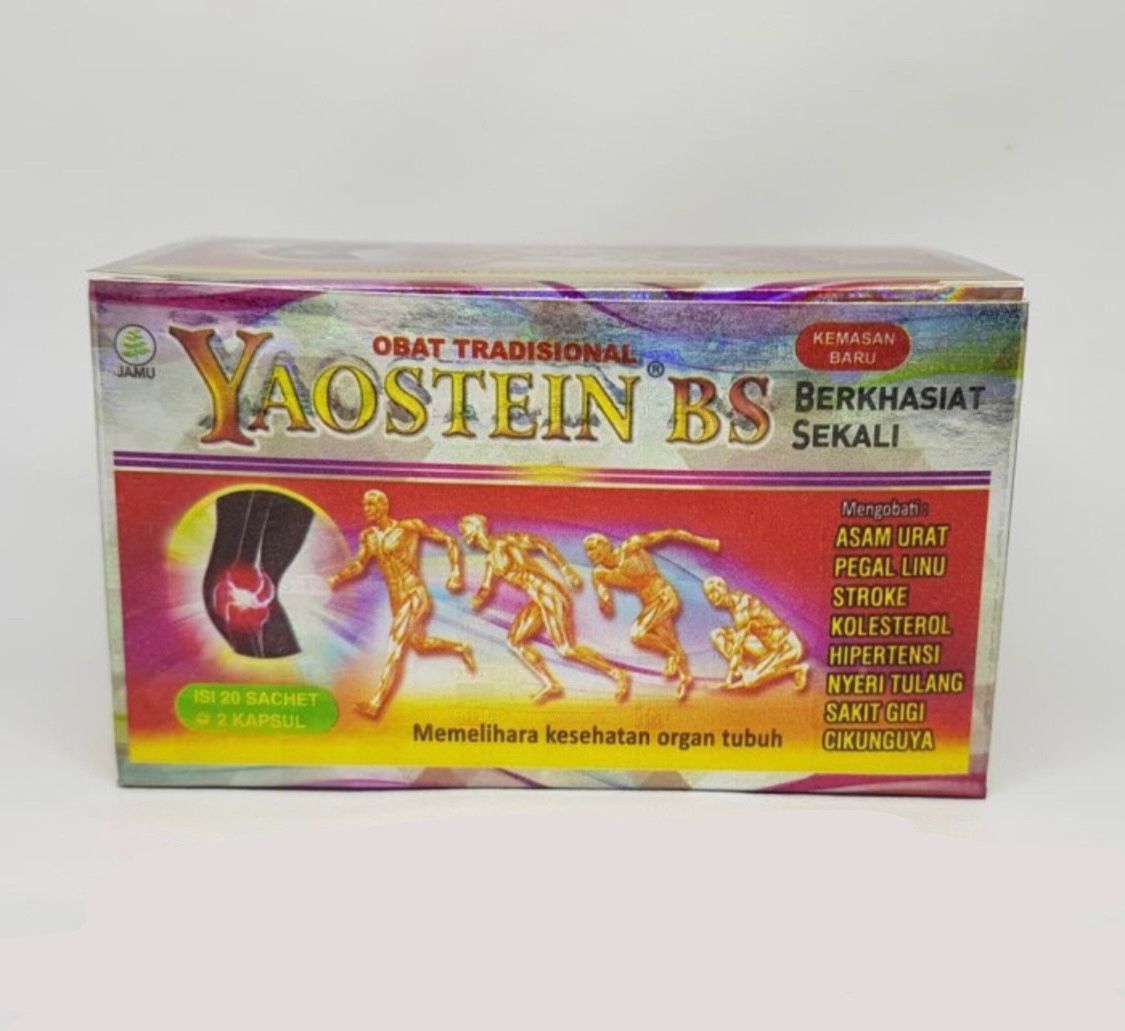 JAMU
OBAT TRADISIONAL
YAOSTEIN® BS
KEMASAN
BARU
BERKHASIAT
SEKALI
Mengobati :
ASAM URAT
PEGAL LINU
STROKE
KOLESTEROL
HIPERTENSI
NYERI TULANG
SAKIT GIGI
CIKUNGUYA
ISI 20 SACHET
@ 2 KAPSUL
Memelihara kesehatan organ tubuh